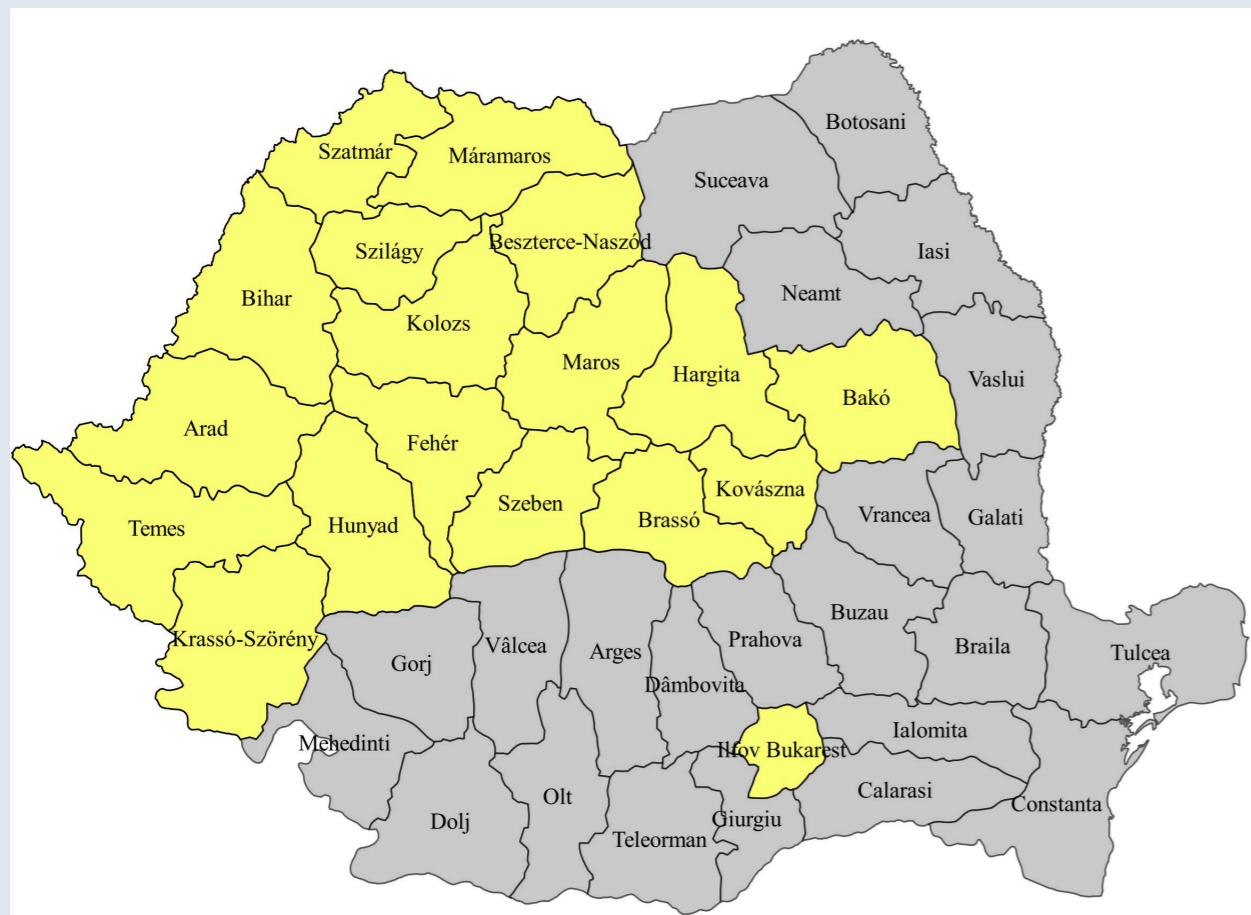 Botosani
Szatmár
Máramaros
Suceava
Beszterce-Naszód
Szilágy
Iasi
Neamt
Bihar
Kolozs
Maros
Hargita
Vaslui
Bakó
Arad
Fehér
Kovászna
Szeben
Vrancea
Galati
Brassó
Temes
Hunyad
Buzau
Krassó-Szörény
Prahova
Vâlcea
Braila
Arges
Tulcea
Gorj
Dâmbovita
Ialomita
Mehedinti
Ilfov Bukarest
Calarasi
Olt
Constanta
Dolj
Giurgiu
Teleorman